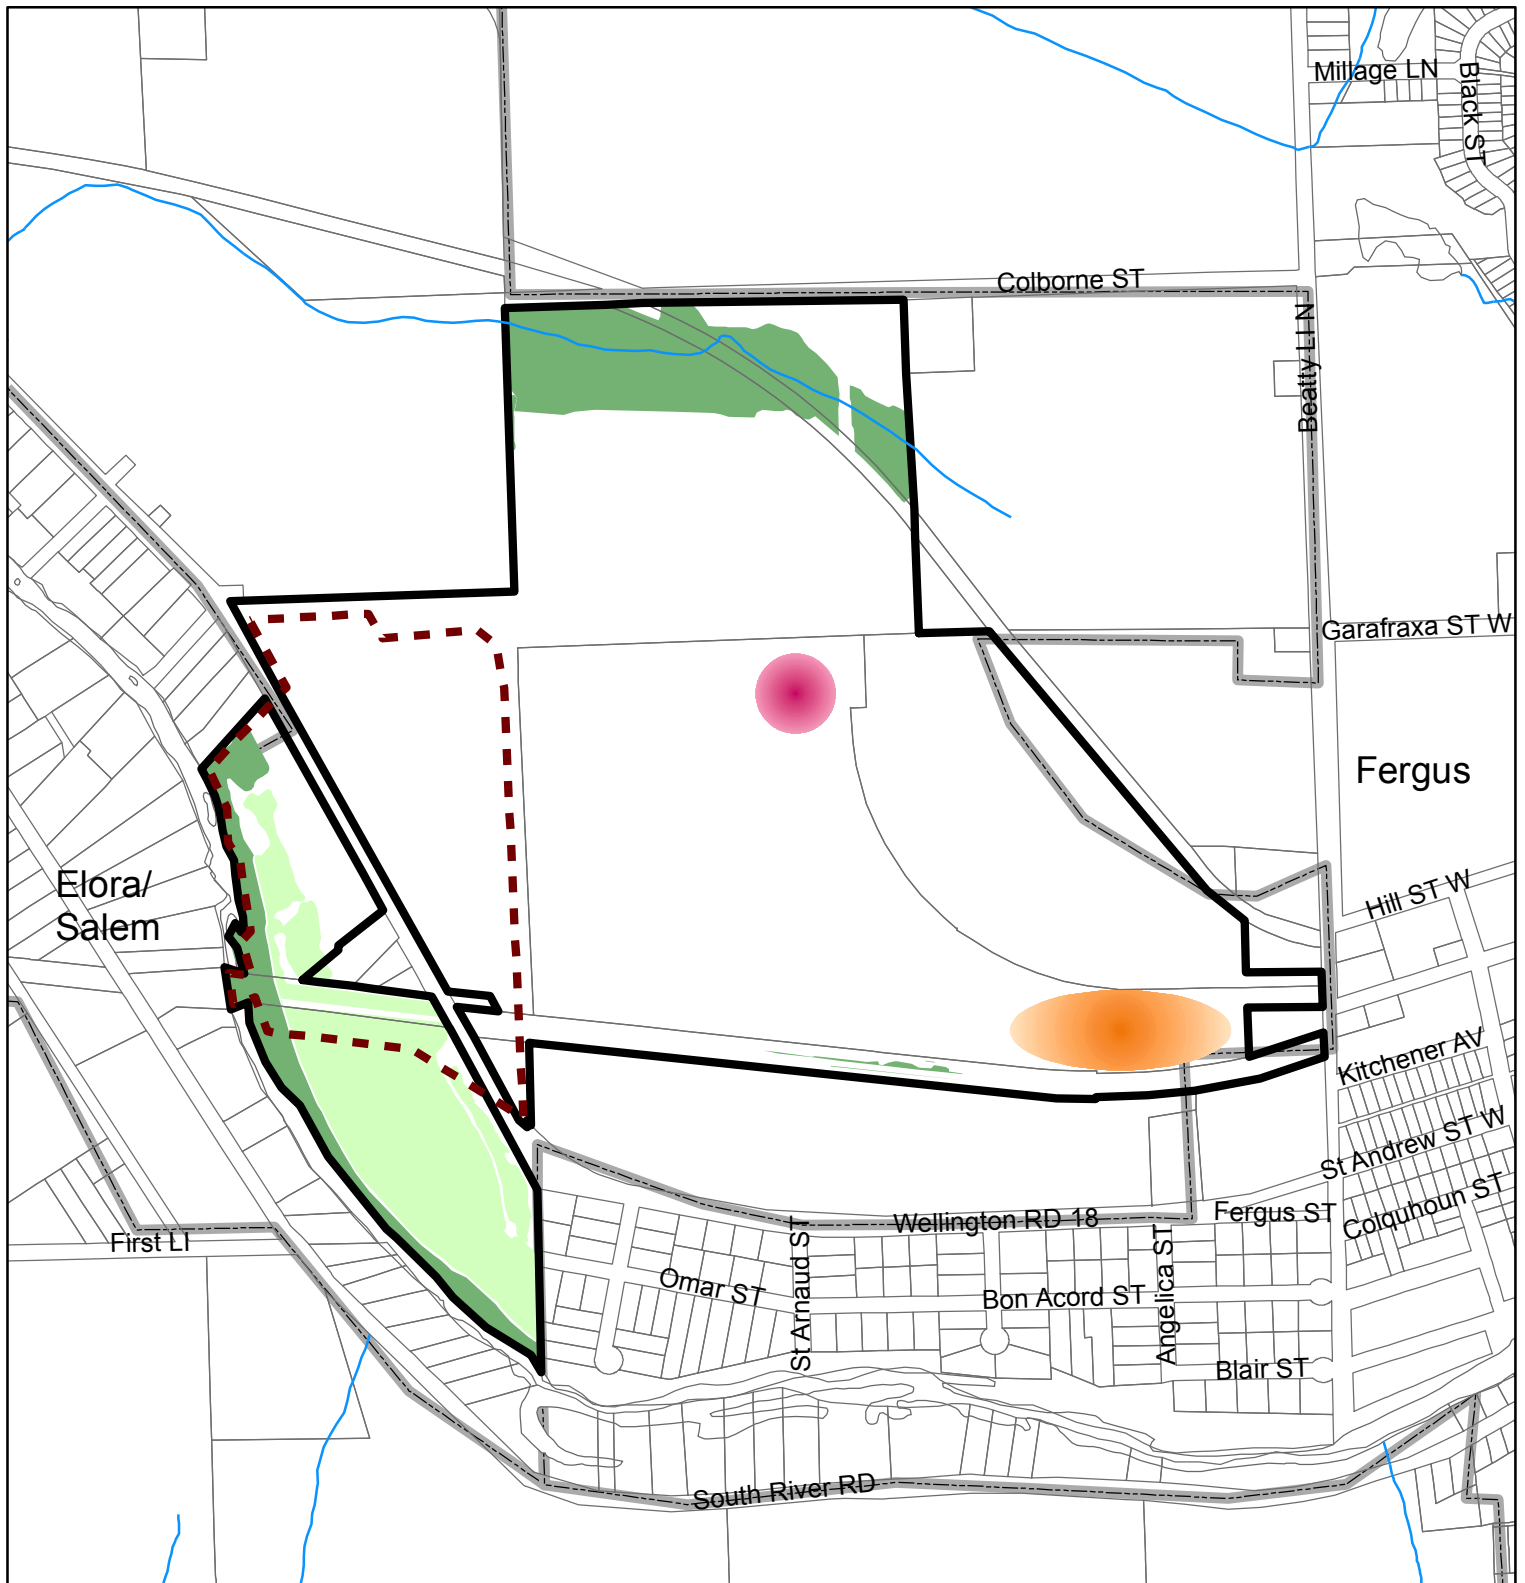 Millage LN
Black ST
Colborne ST
Beatty LI N
Garafraxa ST W
Fergus
Elora/
Salem
Hill ST W
Kitchener AV
St Andrew ST W
Colquhoun ST
Fergus ST
Wellington RD 18
First LI
St Arnaud ST
Angelica ST
Omar ST
Bon Acord ST
Blair ST
South River RD